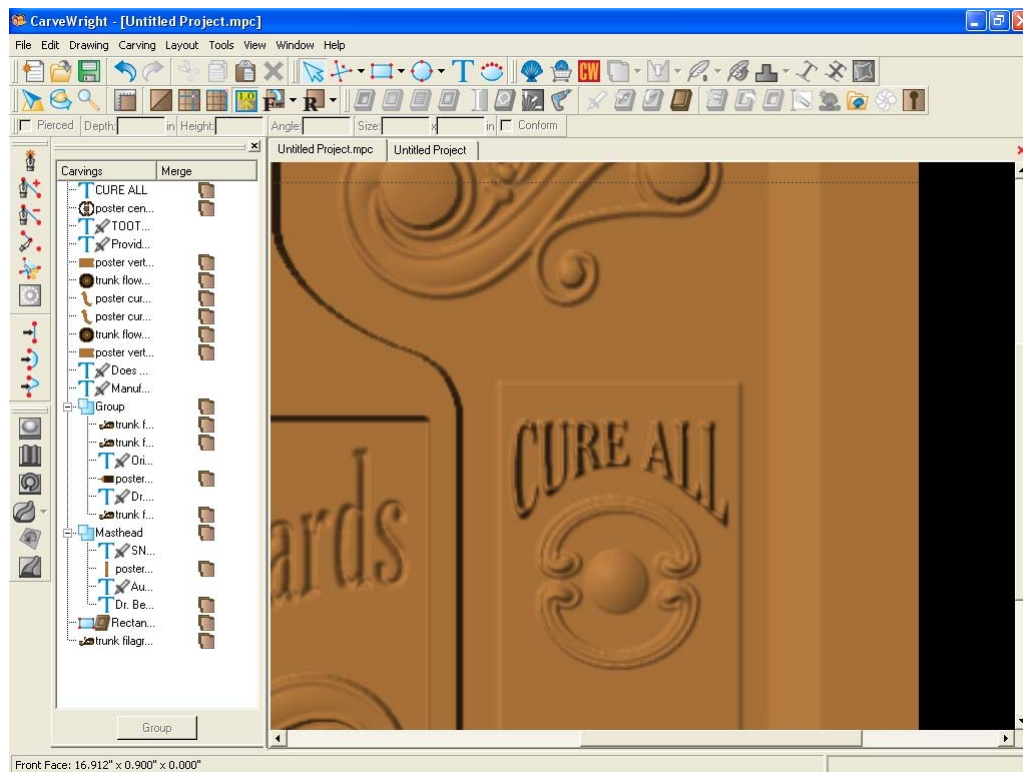 CarveWright - [Untitled Project.mpc]
File Edit Drawing Carving Layout Tools View Window Help
T CW
1.0 F R
Pierced Depth: in Height: Angle: Size: x in Conform
Untitled Project.mpc Untitled Project
Carvings Merge
CURE ALL
poster cen...
TOOT...
Provid...
poster vert...
trunk flow...
poster cur...
poster cur...
trunk flow...
poster vert...
Does ...
Manuf...
Group
trunk f...
trunk f...
Ori...
poster...
Dr....
trunk f...
Masthead
SN...
poster...
Au...
Dr. Be...
Rectan...
trunk filagr...
Group
CURE ALL
ards
Front Face: 16.912" x 0.900" x 0.000"